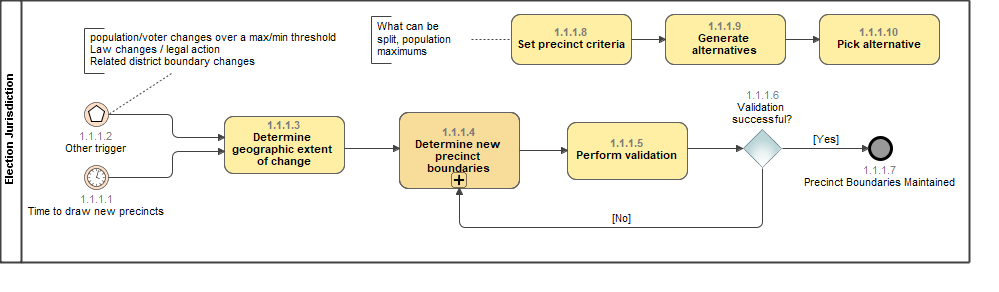 Election Jurisdiction
population/voter changes over a max/min threshold
Law changes / legal action
Related district boundary changes
What can be
split, population
maximums
1.1.1.8
Set precinct criteria
1.1.1.9
Generate
alternatives
1.1.1.10
Pick alternative
1.1.1.2
Other trigger
1.1.1.1
Time to draw new precincts
1.1.1.3
Determine
geographic extent
of change
1.1.1.4
Determine new
precinct
boundaries
1.1.1.5
Perform validation
1.1.1.6
Validation
successful?
[Yes]
[No]
1.1.1.7
Precinct Boundaries Maintained